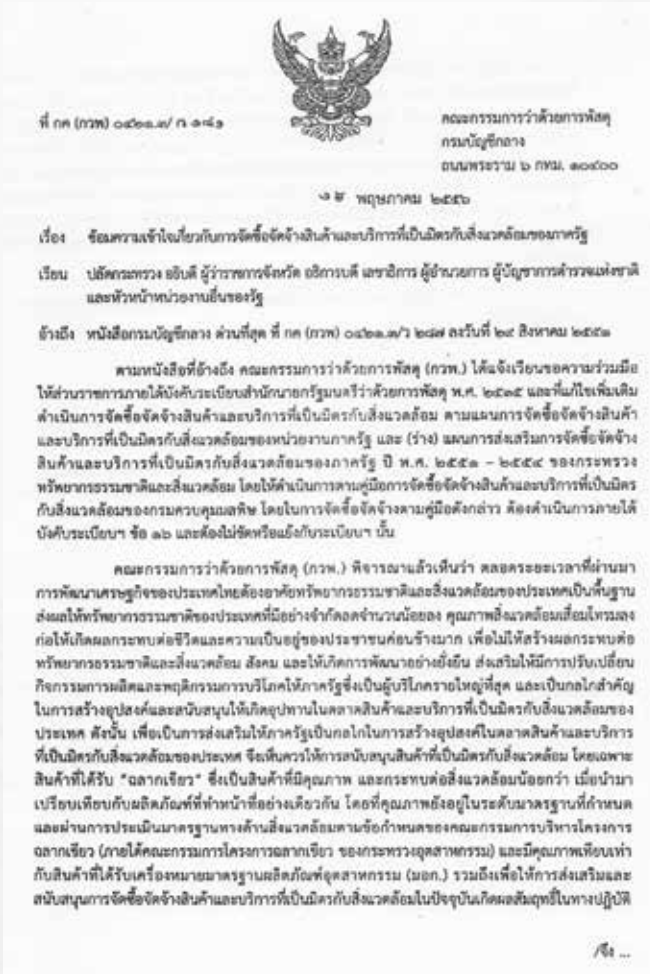 ที่ กค (กวพ) ๐๔๒๑.๓/ ว ๑๘๑
คณะกรรมการว่าด้วยการพัสดุ
กรมบัญชีกลาง
ถนนพระราม ๖ กทม. ๑๐๔๐๐
พฤษภาคม ๒๕๕๖
เรื่อง ซ้อมความเข้าใจเกี่ยวกับการจัดซื้อจัดจ้างสินค้าและบริการที่เป็นมิตรกับสิ่งแวดล้อมของภาครัฐ
เรียน ปลัดกระทรวง อธิบดี ผู้ว่าราชการจังหวัด อธิการบดี เลขาธิการ ผู้อำนวยการ ผู้บัญชาการตำรวจแห่งชาติ
และหัวหน้าหน่วยงานอื่นของรัฐ
อ้างถึง หนังสือกรมบัญชีกลาง ด่วนที่สุด ที่ กค (กวพ) ๐๔๒๑.๓/ว ๒๘๗ ลงวันที่ ๒๙ สิงหาคม ๒๕๕๑
ตามหนังสือที่อ้างถึง คณะกรรมการว่าด้วยการพัสดุ (กวพ.) ได้แจ้งเวียนขอความร่วมมือ
ให้ส่วนราชการภายใต้บังคับระเบียบสำนักนายกรัฐมนตรีว่าด้วยการพัสดุ พ.ศ. ๒๕๓๕ และที่แก้ไขเพิ่มเติม
ดำเนินการจัดซื้อจัดจ้างสินค้าและบริการที่เป็นมิตรกับสิ่งแวดล้อม ตามแผนการจัดซื้อจัดจ้างสินค้า
และบริการที่เป็นมิตรกับสิ่งแวดล้อมของหน่วยงานภาครัฐ และ (ร่าง) แผนการส่งเสริมการจัดซื้อจัดจ้าง
สินค้าและบริการที่เป็นมิตรกับสิ่งแวดล้อมของภาครัฐ ปี พ.ศ. ๒๕๕๑ – ๒๕๕๔ ของกระทรวง
ทรัพยากรธรรมชาติและสิ่งแวดล้อม โดยให้ดำเนินการตามคู่มือการจัดซื้อจัดจ้างสินค้าและบริการที่เป็นมิตร
กับสิ่งแวดล้อมของกรมควบคุมมลพิษ โดยในการจัดซื้อจัดจ้างตามคู่มือดังกล่าว ต้องดำเนินการภายใต้
บังคับระเบียบฯ ข้อ ๑๖ และต้องไม่ขัดหรือแย้งกับระเบียบฯ นั้น
คณะกรรมการว่าด้วยการพัสดุ (กวพ.) พิจารณาแล้วเห็นว่า ตลอดระยะเวลาที่ผ่านมา
การพัฒนาเศรษฐกิจของประเทศไทยต้องอาศัยทรัพยากรธรรมชาติและสิ่งแวดล้อมของประเทศเป็นพื้นฐาน
ส่งผลให้ทรัพยากรธรรมชาติของประเทศที่มีอย่างจำกัดลดจำนวนน้อยลง คุณภาพสิ่งแวดล้อมเสื่อมโทรมลง
ก่อให้เกิดผลกระทบต่อชีวิตและความเป็นอยู่ของประชาชนค่อนข้างมาก เพื่อไม่ให้สร้างผลกระทบต่อ
ทรัพยากรธรรมชาติและสิ่งแวดล้อม สังคม และให้เกิดการพัฒนาอย่างยั่งยืน ส่งเสริมให้มีการปรับเปลี่ยน
กิจกรรมการผลิตและพฤติกรรมการบริโภคให้ภาครัฐซึ่งเป็นผู้บริโภครายใหญ่ที่สุด และเป็นกลไกสำคัญ
ในการสร้างอุปสงค์และสนับสนุนให้เกิดอุปทานในตลาดสินค้าและบริการที่เป็นมิตรกับสิ่งแวดล้อมของ
ประเทศ ดังนั้น เพื่อเป็นการส่งเสริมให้ภาครัฐเป็นกลไกในการสร้างอุปสงค์ในตลาดสินค้าและบริการ
ที่เป็นมิตรกับสิ่งแวดล้อมของประเทศ จึงเห็นควรให้การสนับสนุนสินค้าที่เป็นมิตรกับสิ่งแวดล้อม โดยเฉพาะ
สินค้าที่ได้รับ "ฉลากเขียว" ซึ่งเป็นสินค้าที่มีคุณภาพ และกระทบต่อสิ่งแวดล้อมน้อยกว่า เมื่อนำมา
เปรียบเทียบกับผลิตภัณฑ์ที่ทำหน้าที่อย่างเดียวกัน โดยที่คุณภาพยังอยู่ในระดับมาตรฐานที่กำหนด
และผ่านการประเมินมาตรฐานทางด้านสิ่งแวดล้อมตามข้อกำหนดของคณะกรรมการบริหารโครงการ
ฉลากเขียว (ภายใต้คณะกรรมการโครงการฉลากเขียว ของกระทรวงอุตสาหกรรม) และมีคุณภาพเทียบเท่า
กับสินค้าที่ได้รับเครื่องหมายมาตรฐานผลิตภัณฑ์อุตสาหกรรม (มอก.) รวมถึงเพื่อให้การส่งเสริมและ
สนับสนุนการจัดซื้อจัดจ้างสินค้าและบริการที่เป็นมิตรกับสิ่งแวดล้อมในปัจจุบันเกิดผลสัมฤทธิ์ในทางปฏิบัติ
/จึง ...